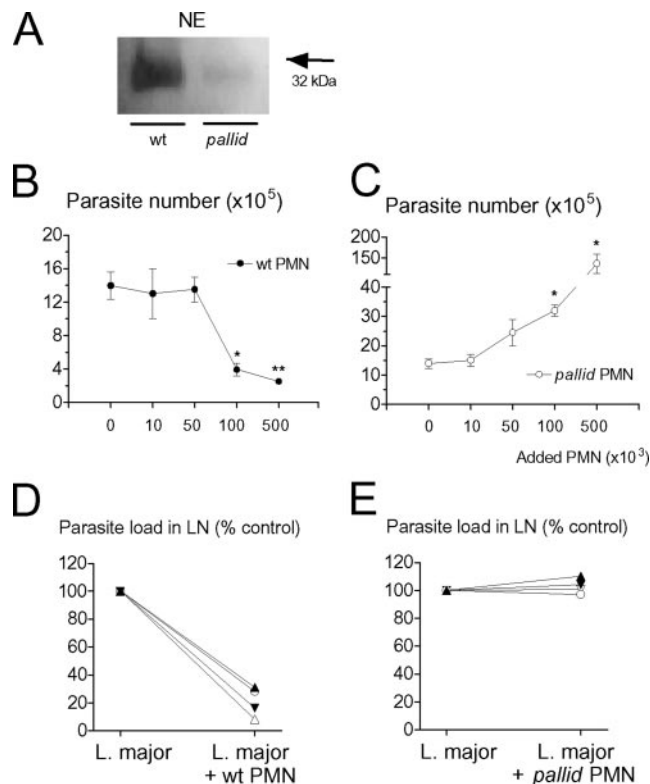 A
NE
32 kDa
wt pallid
B
Parasite number (x10⁵)
20
16
12
8
4
0
wt PMN
*
**
0 10 50 100 500
C
Parasite number (x10⁵)
200
150
100
50
40
30
20
10
0
*
*
pallid PMN
0 10 50 100 500
Added PMN (x10³)
D
Parasite load in LN (% control)
120
100
80
60
40
20
0
L. major L. major
+ wt PMN
E
Parasite load in LN (% control)
120
100
80
60
40
20
0
L. major L. major
+ pallid PMN